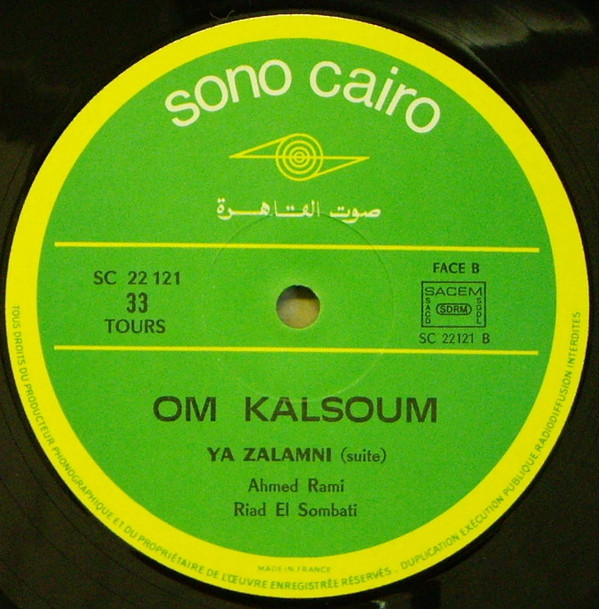 sono cairo
صوت القاهرة
SC 22 121
33
TOURS
FACE B
SACEM
SACD
SDRM
SGDL
SC 22121 B
OM KALSOUM
YA ZALAMNI (suite)
Ahmed Rami
Riad El Sombati
MADE IN FRANCE
TOUS DROITS DU PRODUCTEUR PHONOGRAPHIQUE ET DU PROPRIÉTAIRE DE L'ŒUVRE ENREGISTRÉE RÉSERVÉS. DUPLICATION EXÉCUTION PUBLIQUE RADIODIFFUSION INTERDITES